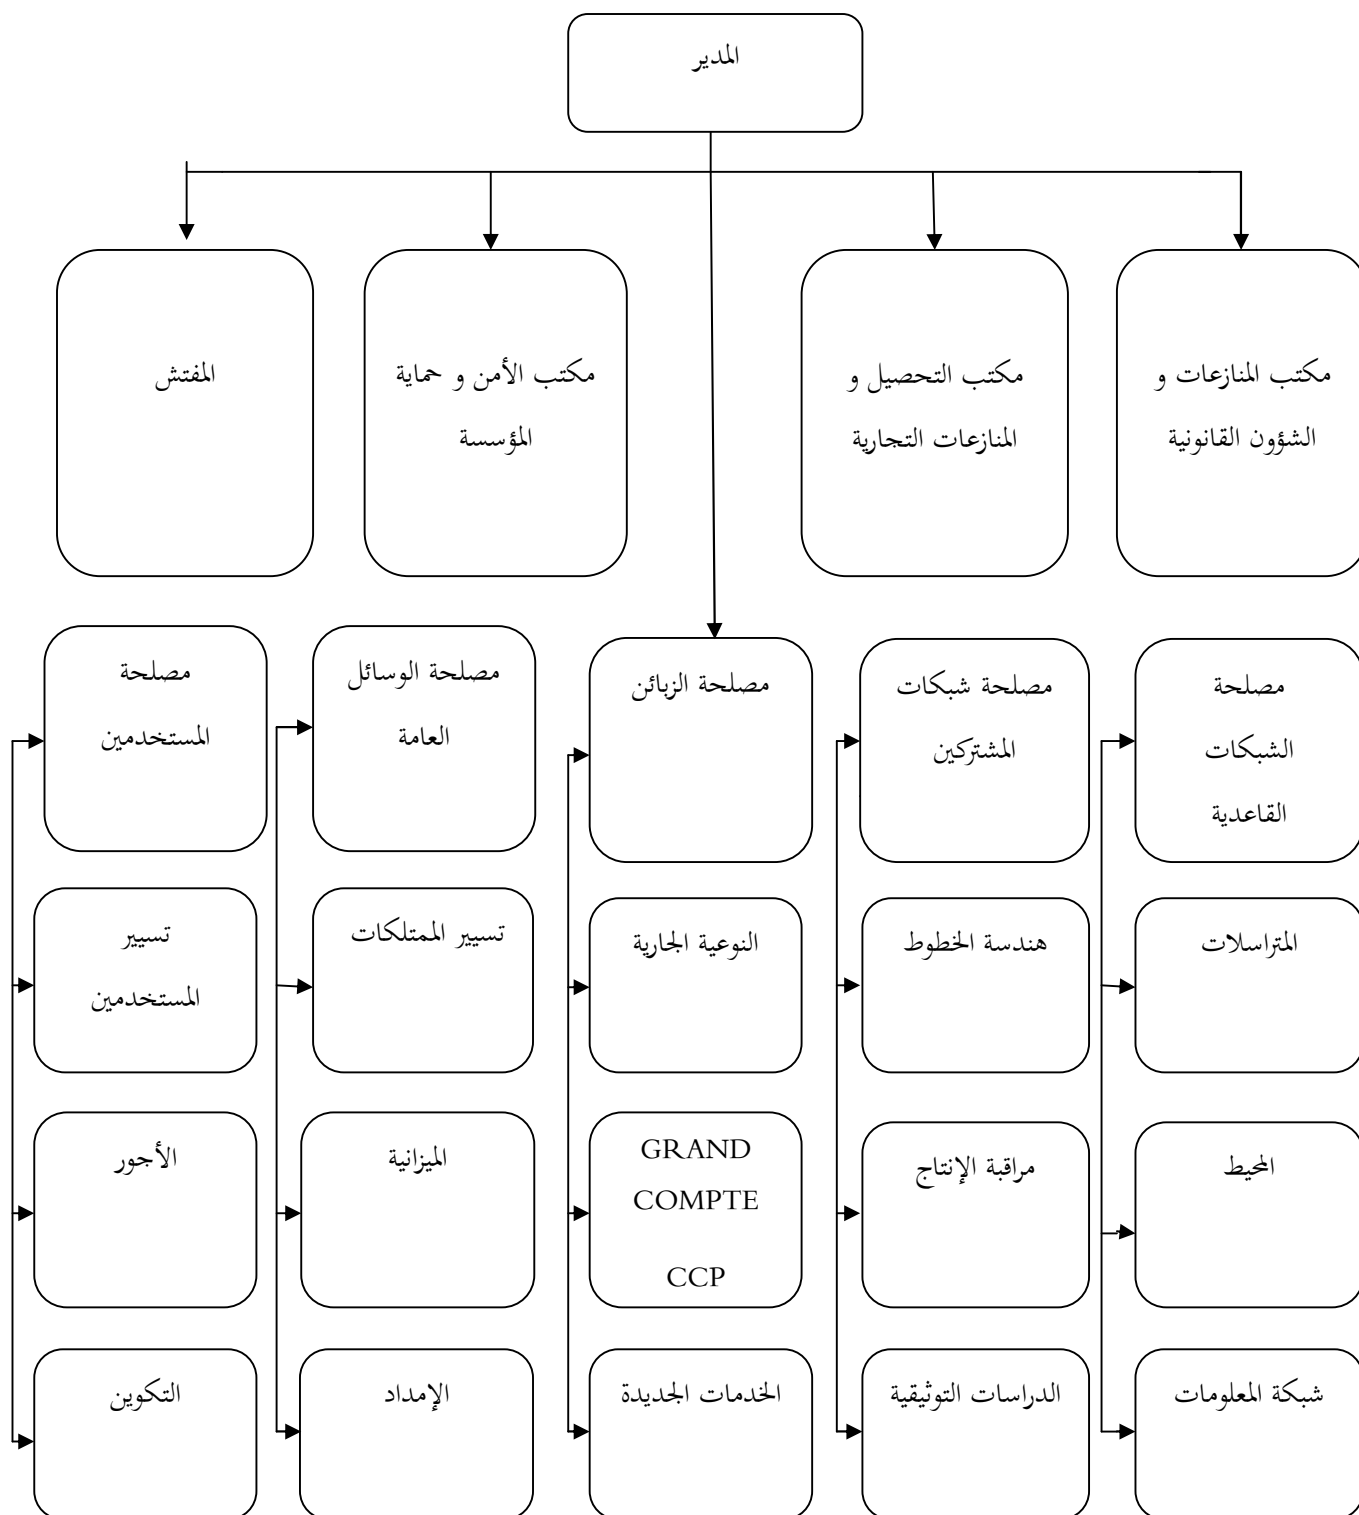 المدير
مكتب المنازعات و
الشؤون القانونية
مكتب التحصيل و
المنازعات التجارية
مكتب الأمن و حماية
المؤسسة
المفتش
مصلحة
الشبكات
القاعدية
مصلحة شبكات
المشتركين
مصلحة الزبائن
مصلحة الوسائل
العامة
مصلحة
المستخدمين
المتراسلات
هندسة الخطوط
النوعية الجارية
تسيير الممتلكات
تسيير
المستخدمين
المحيط
مراقبة الإنتاج
GRAND
COMPTE
CCP
الميزانية
الأجور
شبكة المعلومات
الدراسات التوثيقية
الخدمات الجديدة
الإمداد
التكوين